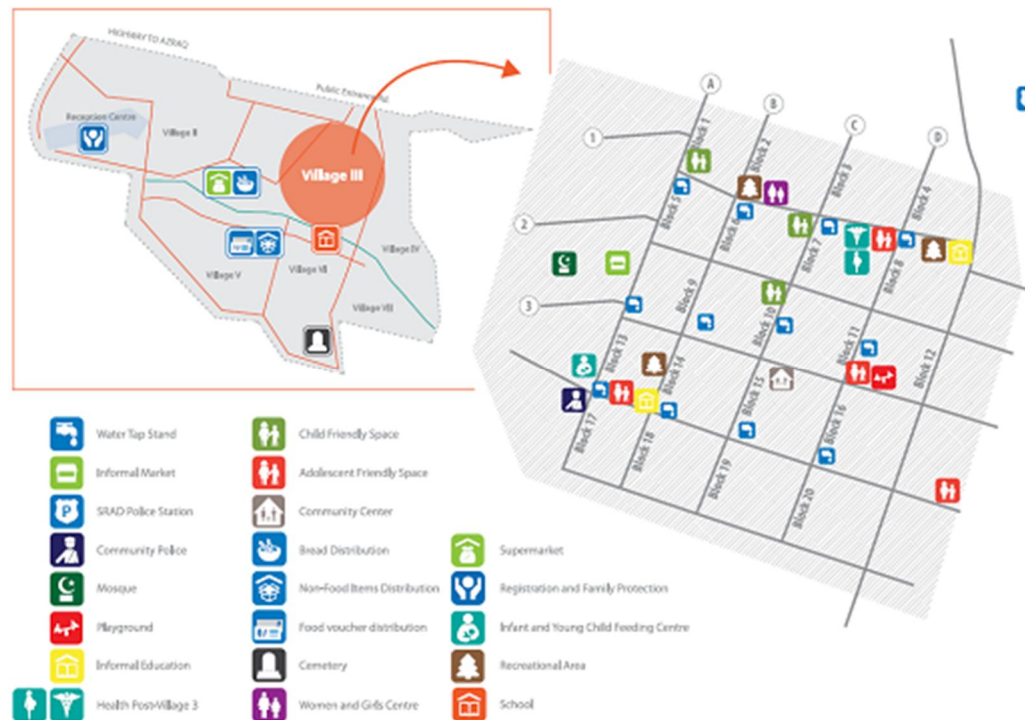 HIGHWAY TO AZRAQ
Public Entrance Rd
Reception Centre
Village II
Village III
Village IV
Village V
Village VI
Village VIII
A
B
C
D
1
2
3
Block 1
Block 2
Block 3
Block 4
Block 5
Block 6
Block 7
Block 8
Block 9
Block 10
Block 11
Block 12
Block 13
Block 14
Block 15
Block 16
Block 17
Block 18
Block 19
Block 20
Water Tap Stand
Informal Market
P
SRAD Police Station
Community Police
Mosque
Playground
Informal Education
Health Post-Village 3
Child Friendly Space
Adolescent Friendly Space
Community Center
Bread Distribution
Non-Food Items Distribution
Food voucher distribution
Cemetery
Women and Girls Centre
Supermarket
Registration and Family Protection
Infant and Young Child Feeding Centre
Recreational Area
School